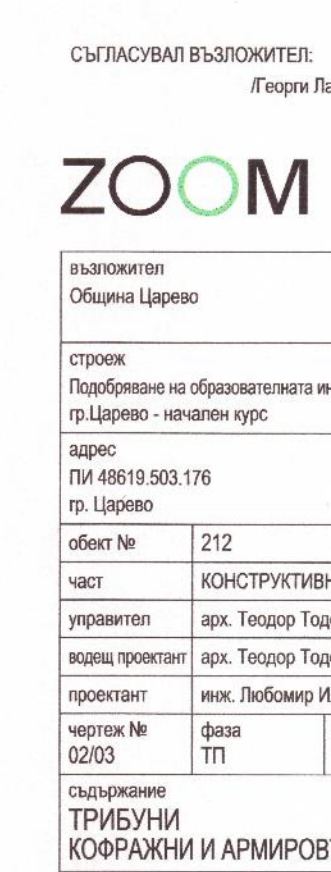 СЪГЛАСУВАЛ ВЪЗЛОЖИТЕЛ:
/Георги
ZOOM
възложител
Община Царево
строеж
Подобряване на образователната
гр.Царево - начален курс
адрес
ПИ 48619.503.176
гр. Царево
обект № 212
част
управител арх. Теодор
водещ проектант арх. Теодор
проектант инж. Любомир
чертеж № фаза
02/03 ТП
съдържание
ТРИБУНИ
КОФРАЖНИ И